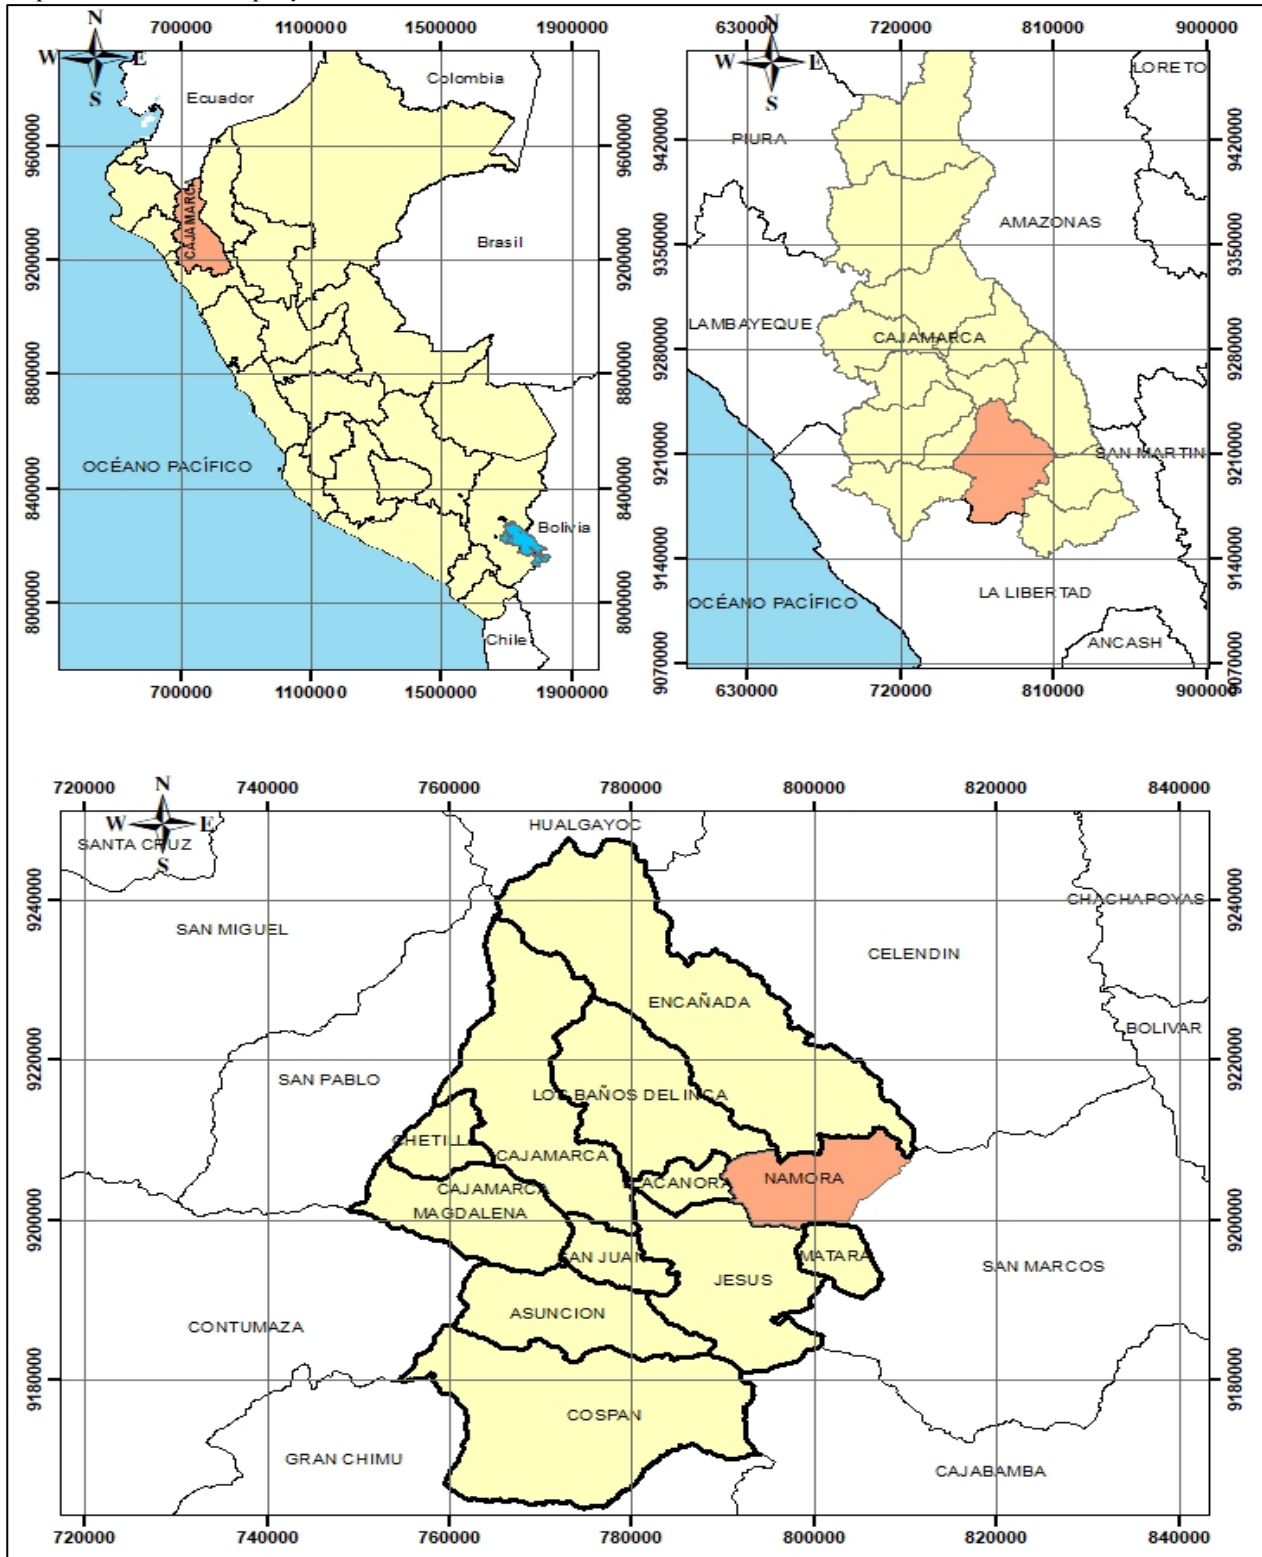 N
W E
S
7000000 1100000 1500000 1900000
Colombia
Ecuador
9600000 9600000
CAJAMARCA
Brasil
9200000 9200000
8800000 8800000
OCÉANO PACÍFICO
8400000 8400000
Bolivia
8000000 8000000
Chile
7000000 1100000 1500000 1900000
N
W E
S
630000 720000 810000 900000
LORETO
9420000 9420000
PIURA
AMAZONAS
9350000 9350000
LAMBAYEQUE
CAJAMARCA
9280000 9280000
SAN MARTIN
9210000 9210000
9140000 9140000
LA LIBERTAD
OCÉANO PACÍFICO
ANCASH
9070000 9070000
630000 720000 810000 900000
720000 740000 760000 780000 800000 820000 840000
N
W E
S
HUALGAYOC
SANTA CRUZ
9240000 9240000
CHACHAPOYAS
SAN MIGUEL
CELENDIN
ENCAÑADA
BOLIVAR
9220000 9220000
SAN PABLO
LOS BAÑOS DEL INCA
CHETILL
CAJAMARCA
NAMORA
ACANORA
CAJAMARCA
MAGDALENA
9200000 9200000
SAN JUAN
MATARA
SAN MARCOS
JESUS
ASUNCION
CONTUMAZA
9180000 9180000
COSPAN
GRAN CHIMU
CAJABAMBA
720000 740000 760000 780000 800000 820000 840000